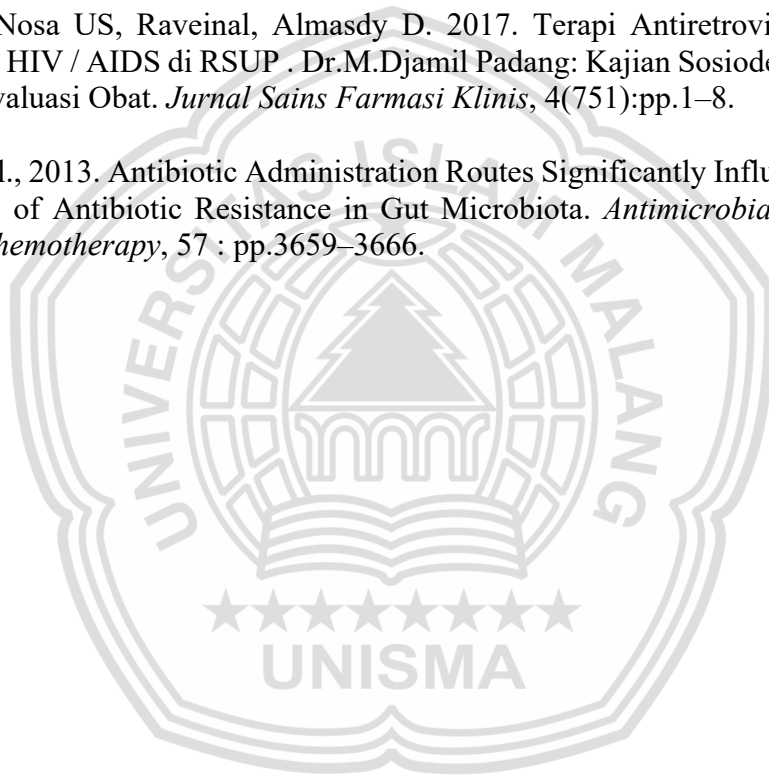 Nosa US, Raveinal, Almasdy D. 2017. Terapi Antiretrovi
HIV / AIDS di RSUP . Dr.M.Djamil Padang: Kajian Sosiode
valuasi Obat. Jurnal Sains Farmasi Klinis, 4(751):pp.1–8.
l., 2013. Antibiotic Administration Routes Significantly Influ
of Antibiotic Resistance in Gut Microbiota. Antimicrobia
hemotherapy, 57 : pp.3659–3666.
UNIVERSITAS ISLAM MALANG
UNISMA